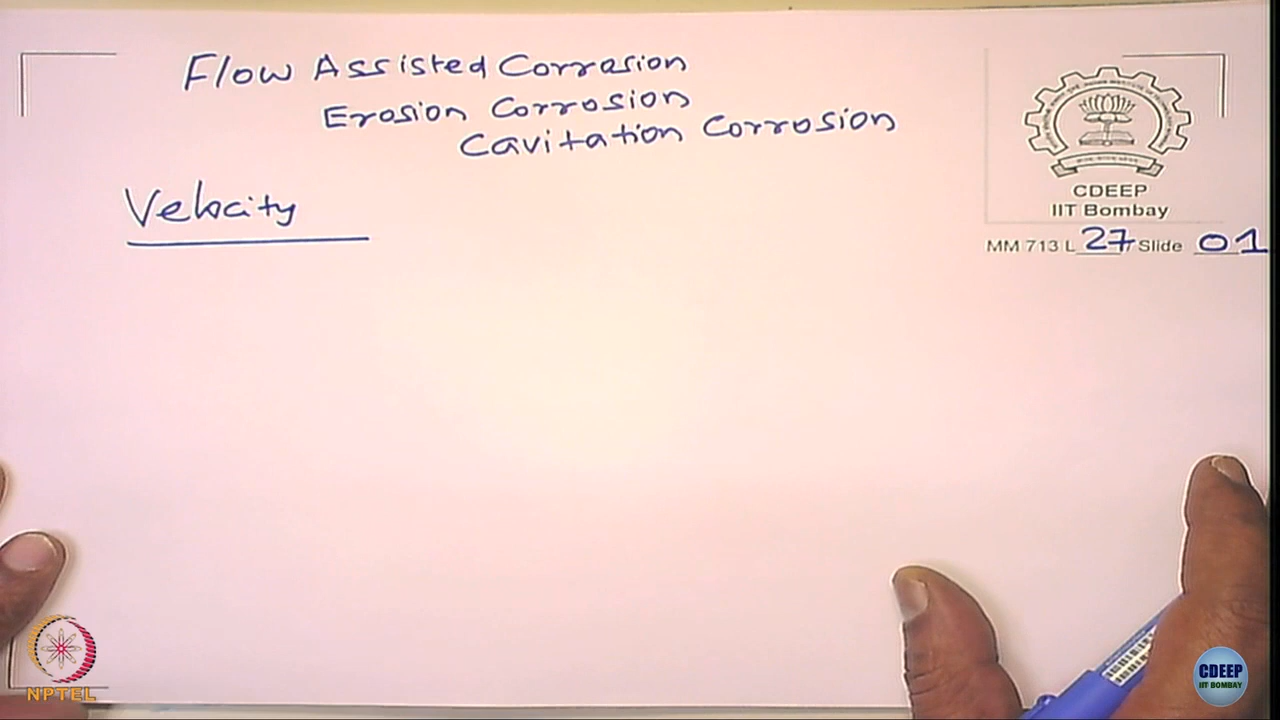 Flow Assisted Corrosion
Erosion Corrosion
Cavitation Corrosion
Velocity
CDEEP
IIT Bombay
MM 713 L 27 Slide 01
NPTEL
CDEEP
IIT BOMBAY